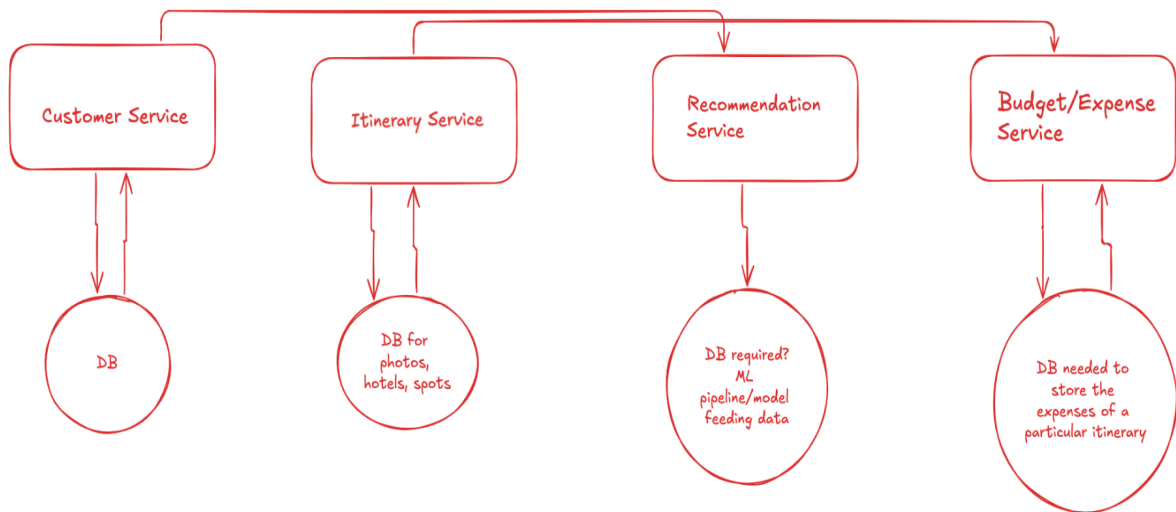 Customer Service
Itinerary Service
Recommendation
Service
Budget/Expense
Service
DB
DB for
photos,
hotels, spots
DB required?
ML
pipeline/model
feeding data
DB needed to
store the
expenses of a
particular itinerary